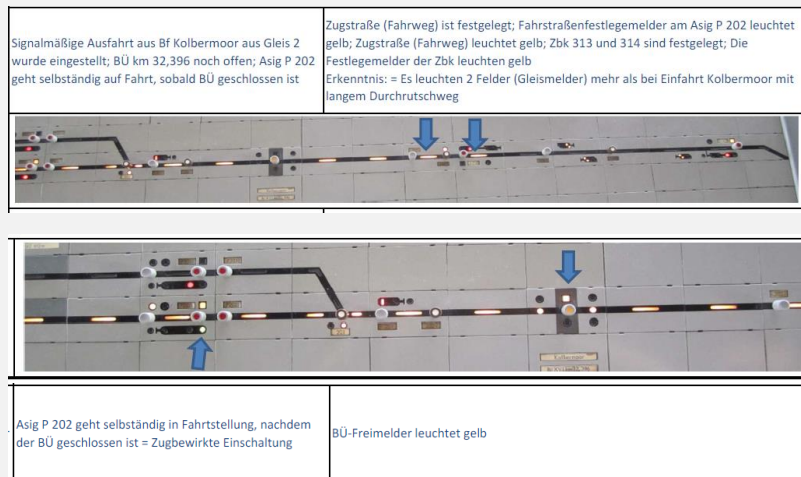 Signalmäßige Ausfahrt aus Bf Kolbermoor aus Gleis 2
wurde eingestellt; BÜ km 32,396 noch offen; Asig P 202
geht selbständig auf Fahrt, sobald BÜ geschlossen ist
Zugstraße (Fahrweg) ist festgelegt; Fahrstraßenfestlegemelder am Asig P 202 leuchtet
gelb; Zugstraße (Fahrweg) leuchtet gelb; Zbk 313 und 314 sind festgelegt; Die
Festlegemelder der Zbk leuchten gelb
Erkenntnis: = Es leuchten 2 Felder (Gleismelder) mehr als bei Einfahrt Kolbermoor mit
langem Durchrutschweg
Asig P 202 geht selbständig in Fahrtstellung, nachdem
der BÜ geschlossen ist = Zugbewirkte Einschaltung
BÜ-Freimelder leuchtet gelb